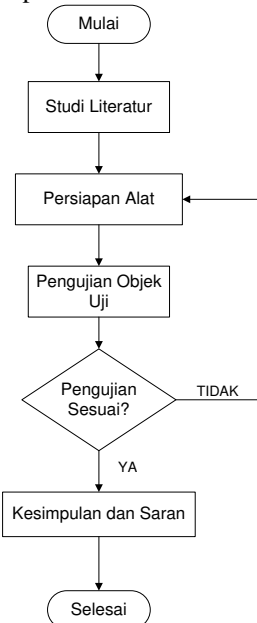 Mulai
Studi Literatur
Persiapan Alat
Pengujian Objek
Uji
Pengujian
Sesuai?
TIDAK
YA
Kesimpulan dan Saran
Selesai